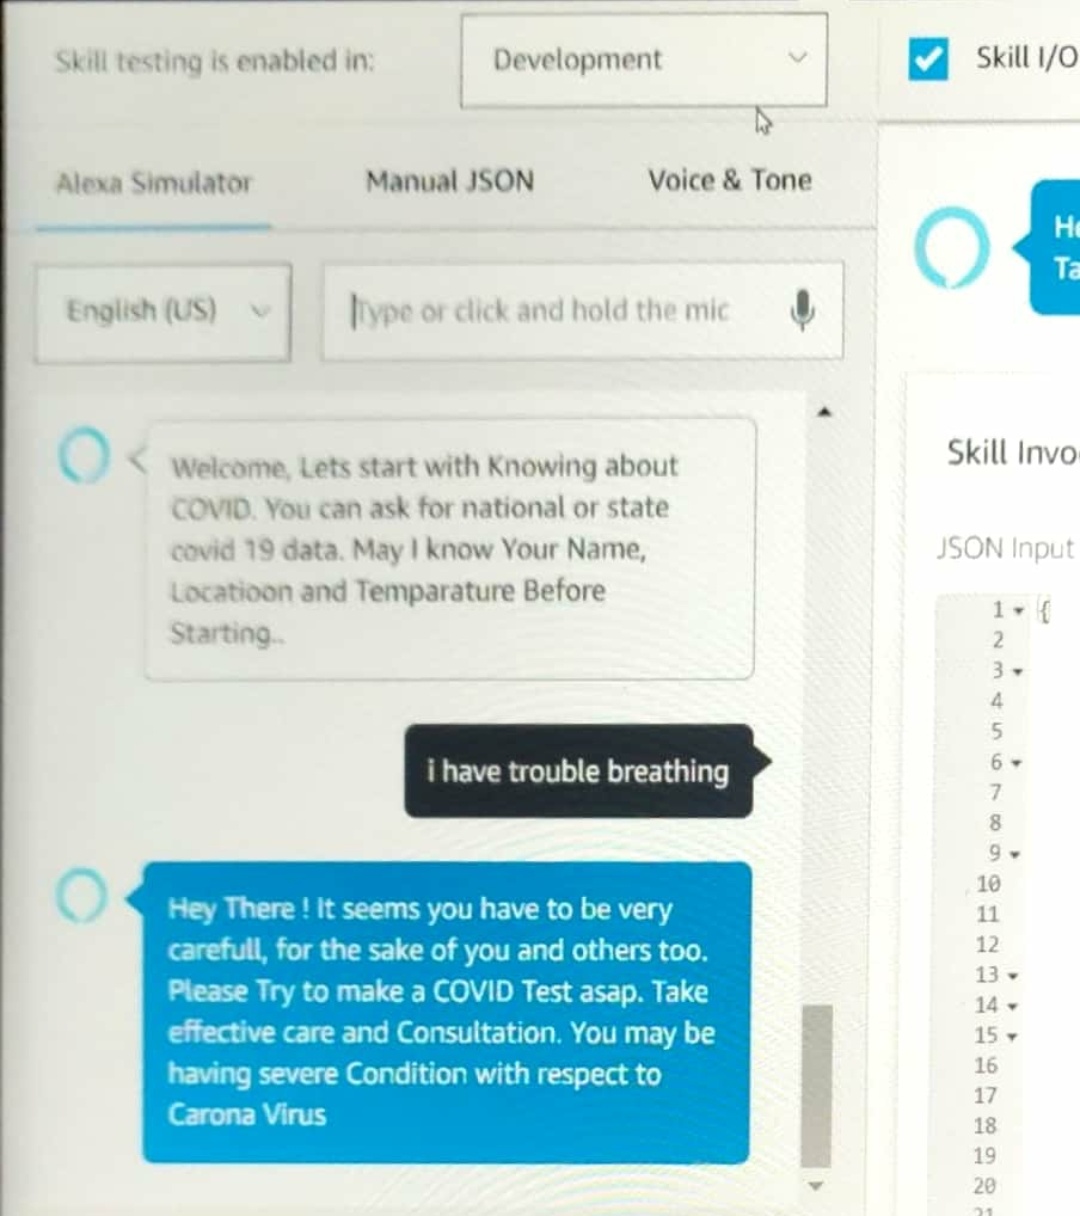 Skill testing is enabled in:
Development
Skill I/O
Alexa Simulator
Manual JSON
Voice & Tone
English (US)
Type or click and hold the mic
Welcome, Lets start with Knowing about
COVID. You can ask for national or state
covid 19 data. May I know Your Name,
Locatioon and Temparature Before
Starting..
i have trouble breathing
Hey There ! It seems you have to be very
carefull, for the sake of you and others too.
Please Try to make a COVID Test asap. Take
effective care and Consultation. You may be
having severe Condition with respect to
Carona Virus
He
Ta
Skill Invo
JSON Input
1 {
2
3
4
5
6
7
8
9
10
11
12
13
14
15
16
17
18
19
20
21